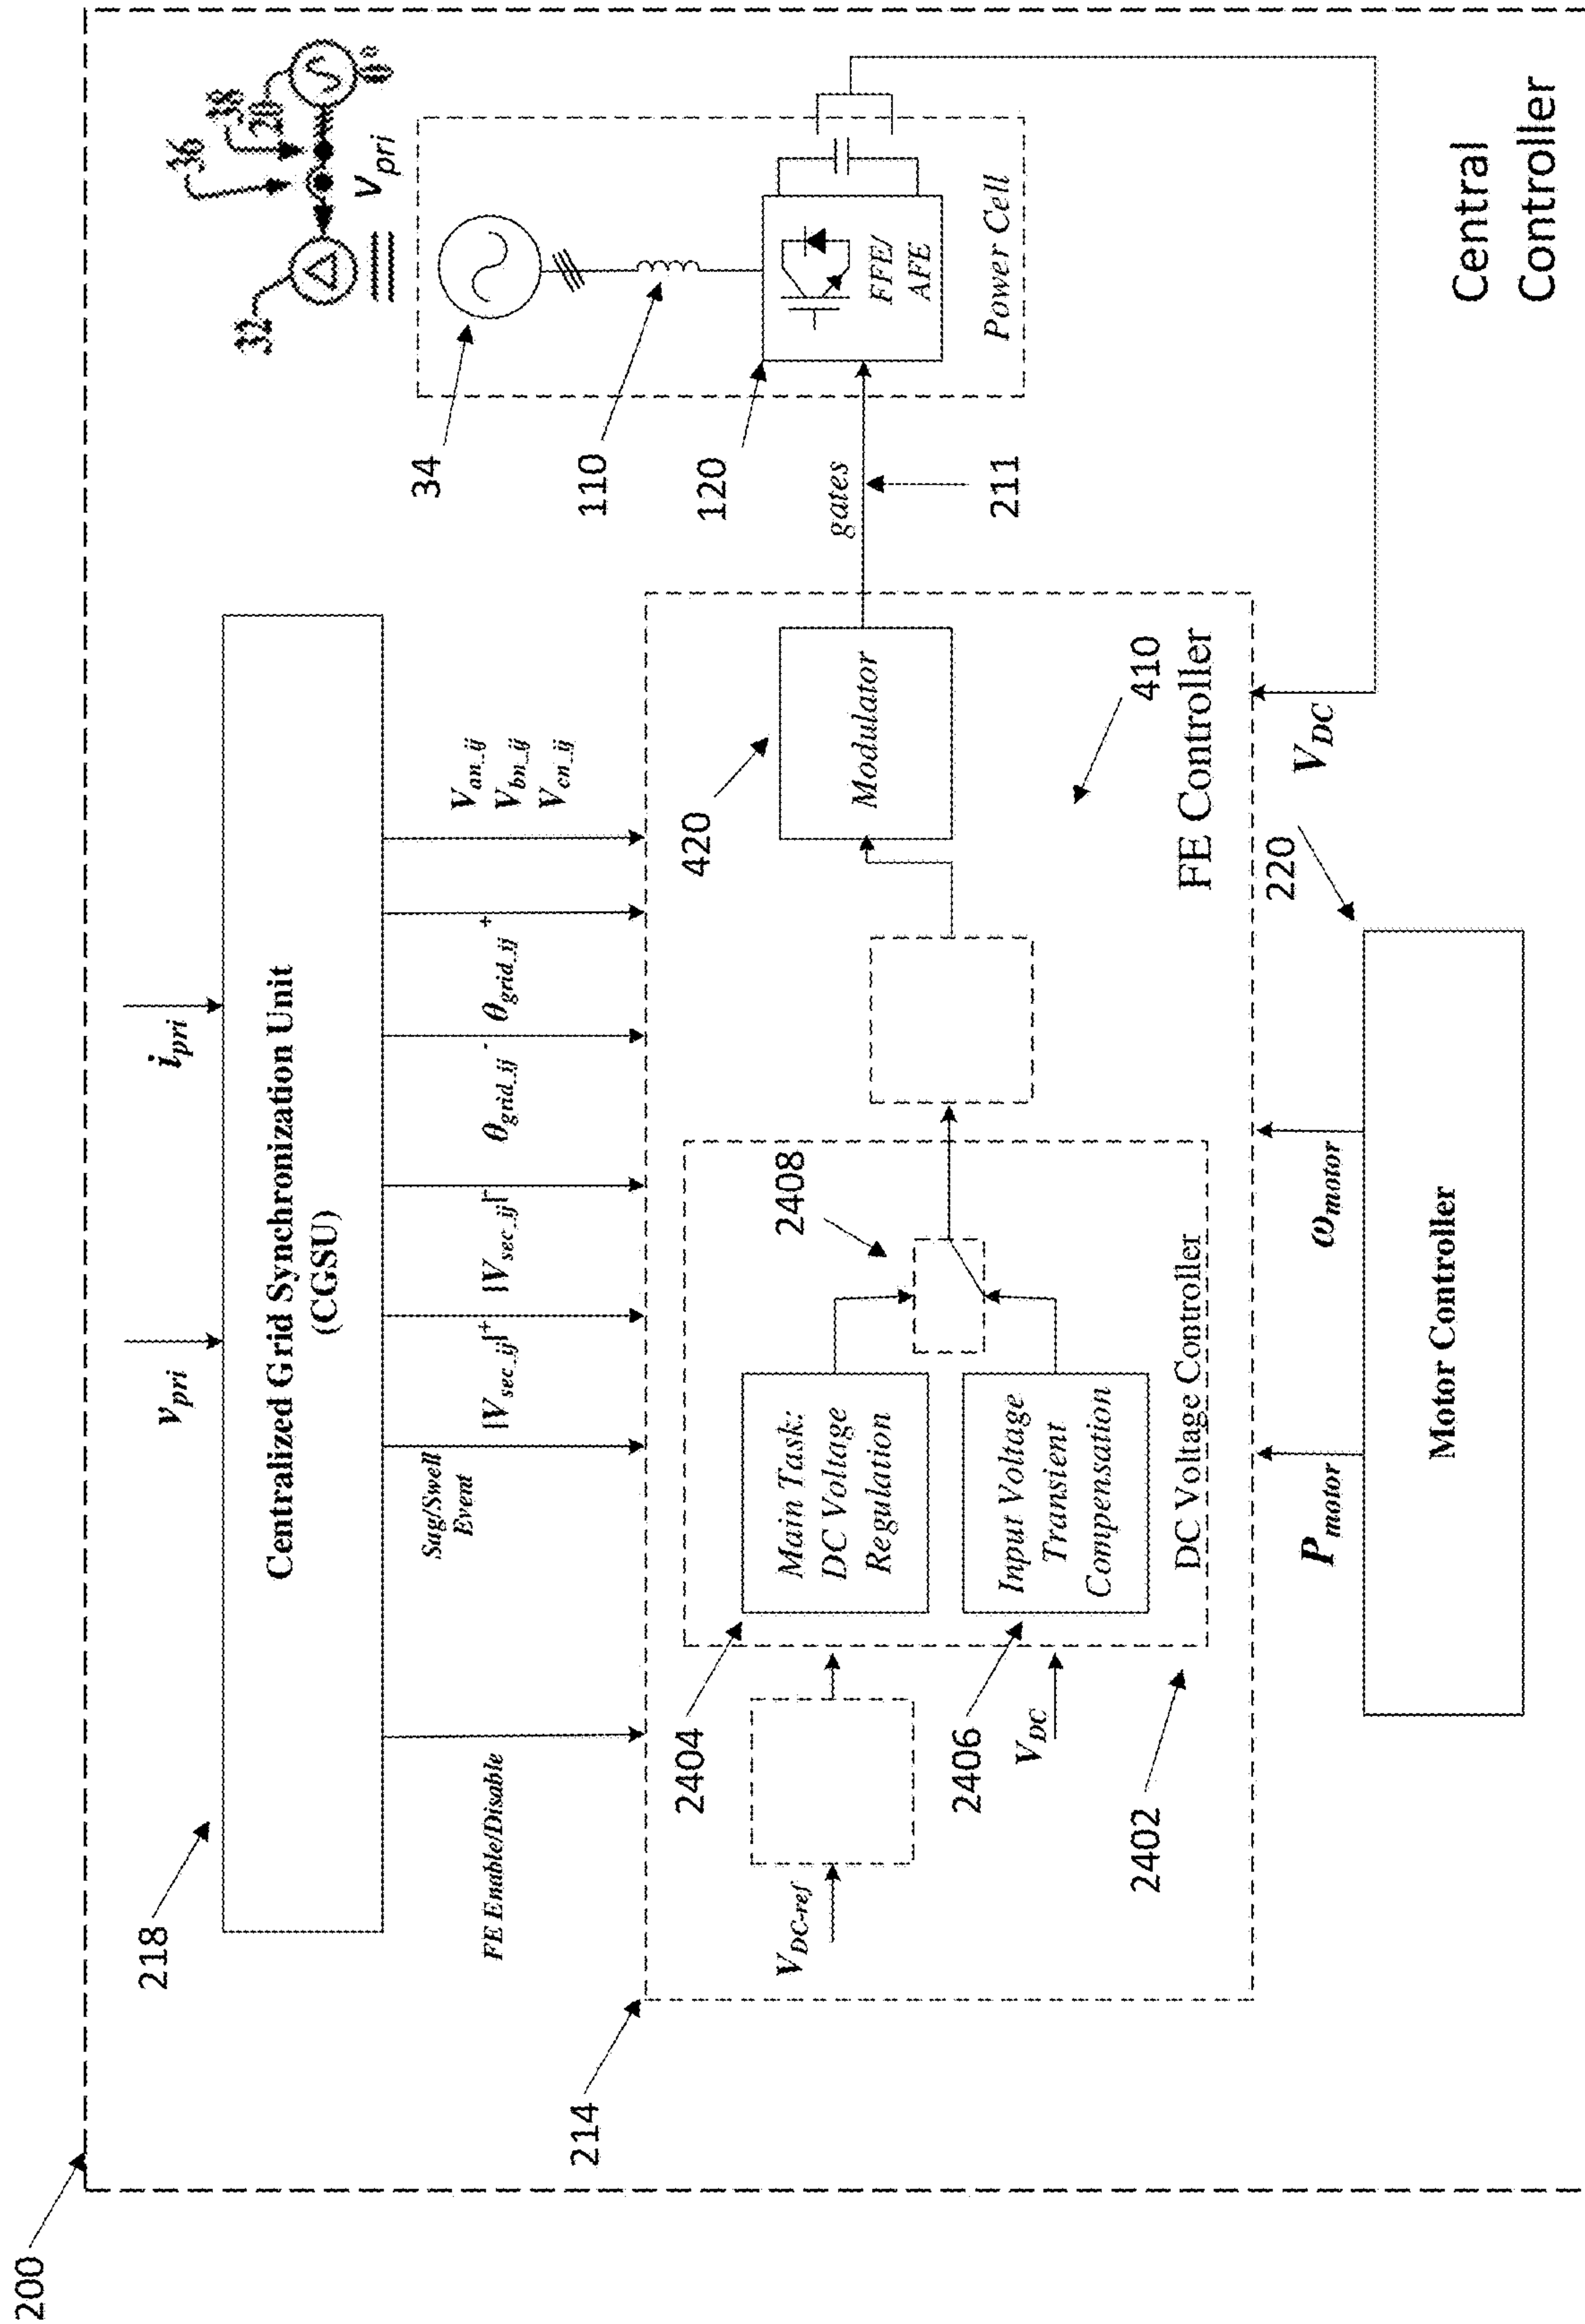 200
218
v_pri
i_pri
Centralized Grid Synchronization Unit
(CGSU)
32
36
38
20
0°
V_pri
FE Enable/Disable
Sag/Swell
Event
|V_sec_ij|^+
|V_sec_ij|^-
θ_grid_ij^-
θ_grid_ij^+
V_an_ij
V_bn_ij
V_cn_ij
34
110
120
FFE/
AFE
Power Cell
gates
211
214
V_DC-ref
2404
Main Task:
DC Voltage
Regulation
2406
Input Voltage
Transient
Compensation
V_DC
2402
DC Voltage Controller
2408
420
Modulator
410
FE Controller
V_DC
P_motor
ω_motor
220
Motor Controller
Central
Controller